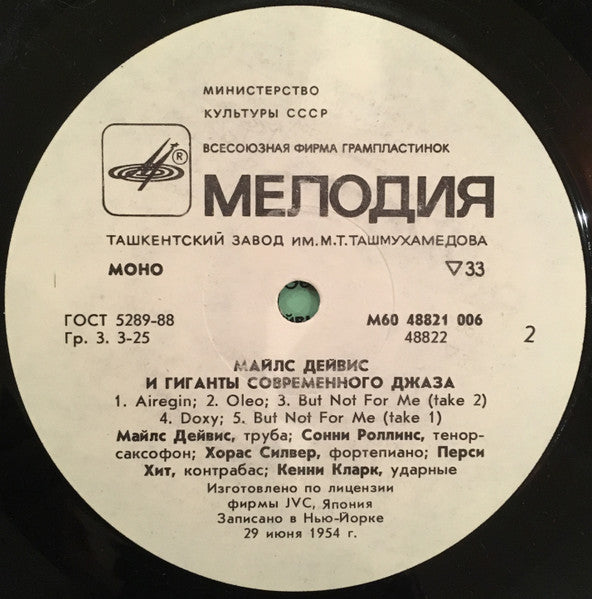 МИНИСТЕРСТВО
КУЛЬТУРЫ СССР
ВСЕСОЮЗНАЯ ФИРМА ГРАМПЛАСТИНОК
®
МЕЛОДИЯ
ТАШКЕНТСКИЙ ЗАВОД ИМ.М.Т.ТАШМУХАМЕДОВА
МОНО ▽33
ГОСТ 5289-88 М60 48821 006
Гр. 3. 3-25 48822 2
МАЙЛС ДЕЙВИС
И ГИГАНТЫ СОВРЕМЕННОГО ДЖАЗА
1. Airegin; 2. Oleo; 3. But Not For Me (take 2)
4. Doxy; 5. But Not For Me (take 1)
Майлс Дейвис, труба; Сонни Роллинс, тенор-
саксофон; Хорас Силвер, фортепиано; Перси
Хит, контрабас; Кенни Кларк, ударные
Изготовлено по лицензии
фирмы JVC, Япония
Записано в Нью-Йорке
29 июня 1954 г.